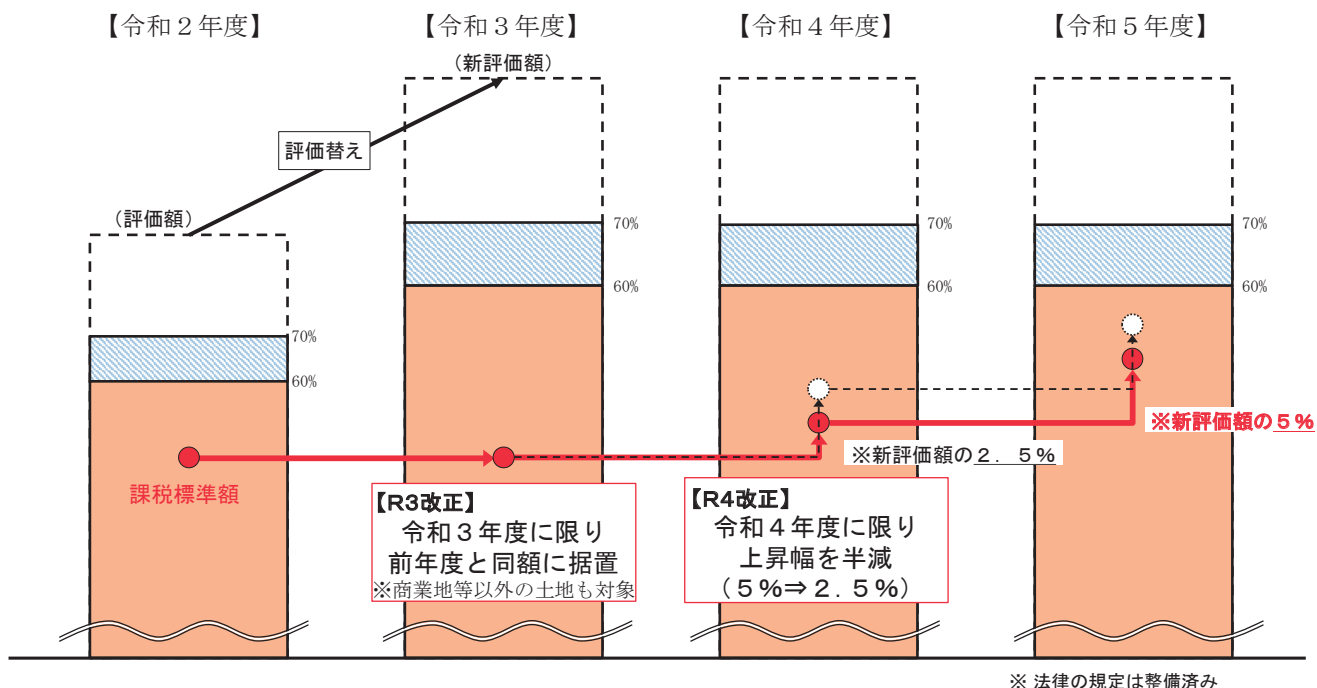 【令和２年度】
【令和３年度】
【令和４年度】
【令和５年度】
（新評価額）
評価替え
（評価額）
70%
60%
70%
60%
70%
60%
70%
60%
課税標準額
※新評価額の２．５%
※新評価額の５%
【R3改正】
令和３年度に限り
前年度と同額に据置
※商業地等以外の土地も対象
【R4改正】
令和４年度に限り
上昇幅を半減
（５%⇒２．５%）
※ 法律の規定は整備済み